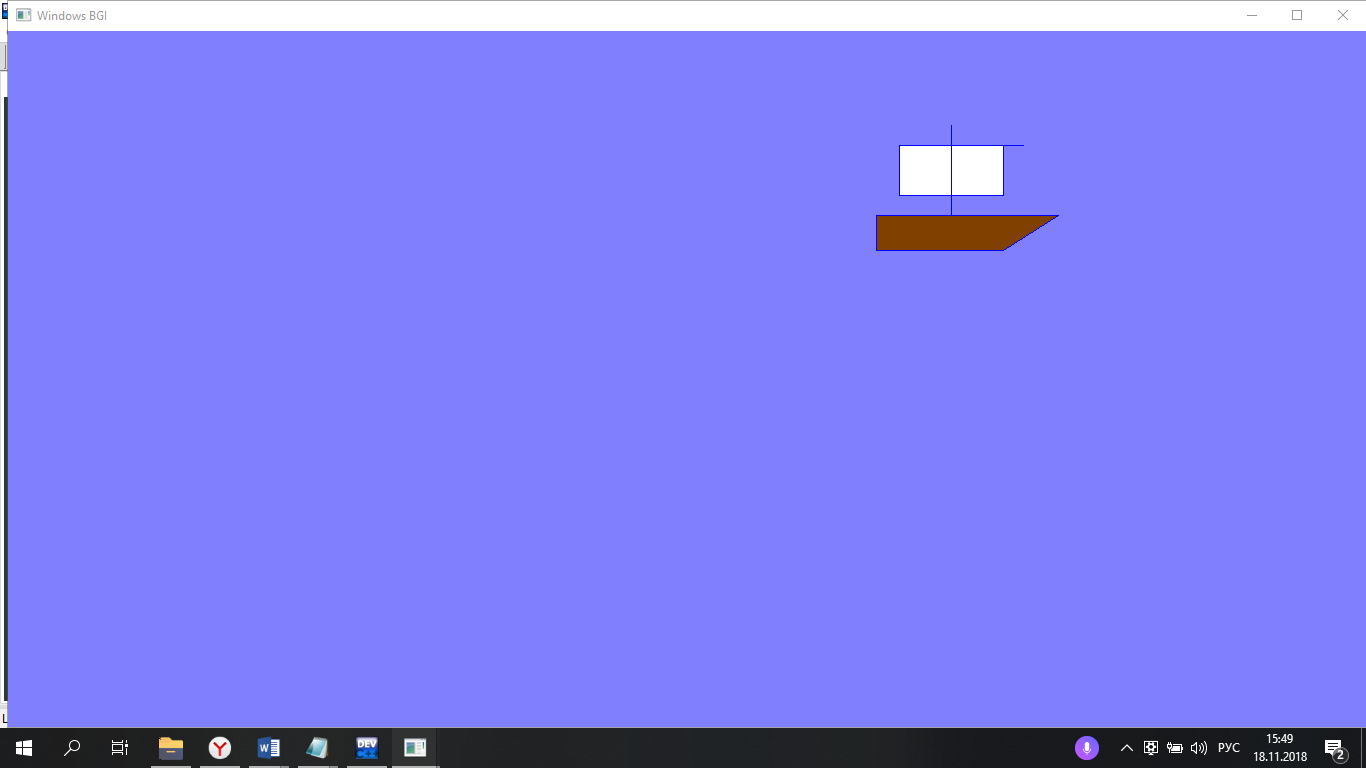 Windows BGI
L
DEV
C++
W
Y
РУС
15:49
18.11.2018
2